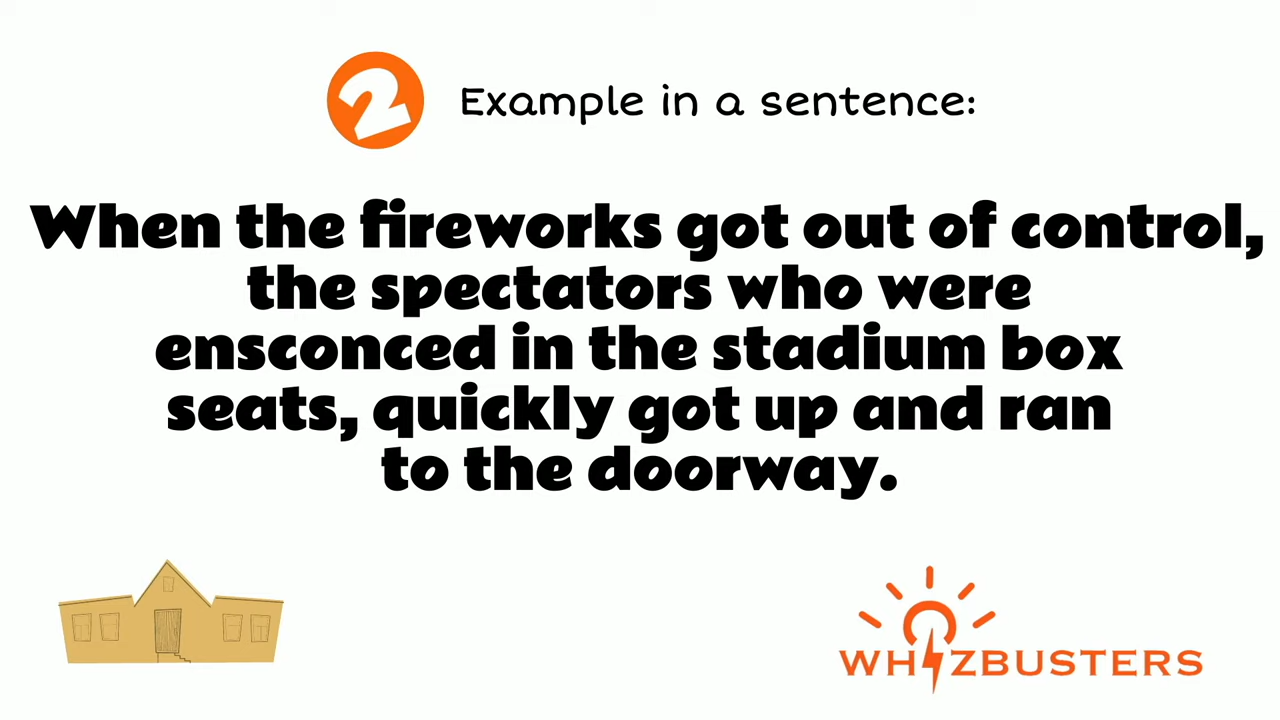 2 Example in a sentence:
When the fireworks got out of control,
the spectators who were
ensconced in the stadium box
seats, quickly got up and ran
to the doorway.
WHIZBUSTERS